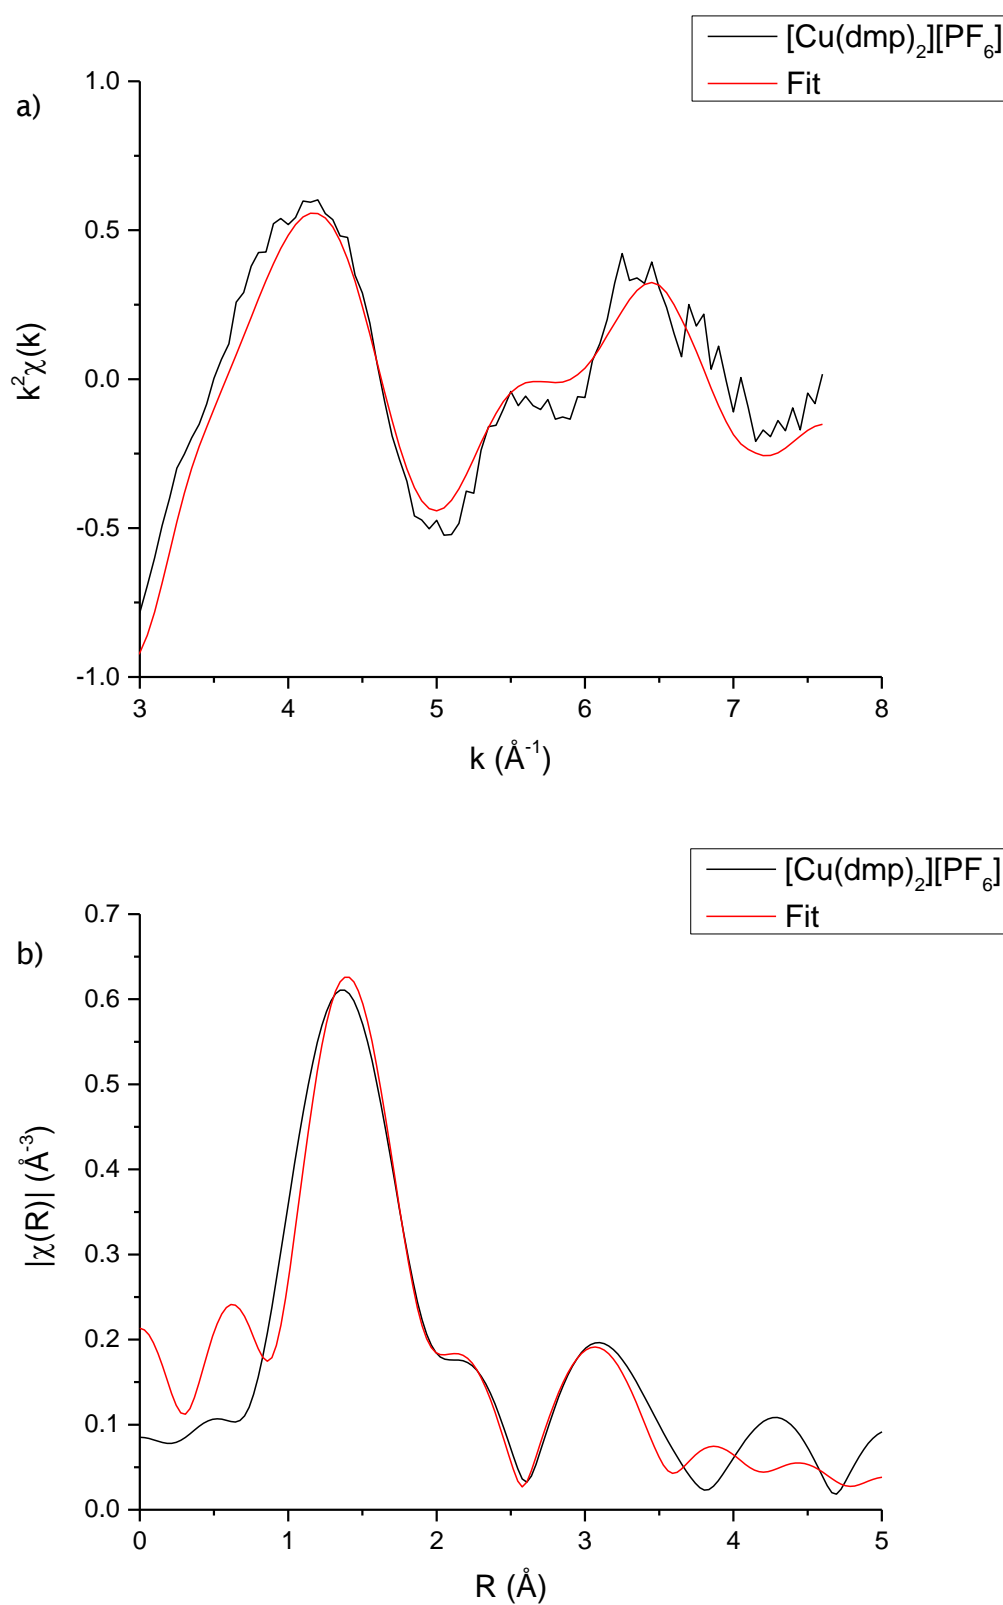 [Cu(dmp)₂][PF₆]
Fit
a)
1.0
0.5
0.0
-0.5
-1.0
k²χ(k)
3 4 5 6 7 8
k (Å⁻¹)
[Cu(dmp)₂][PF₆]
Fit
b)
0.7
0.6
0.5
0.4
0.3
0.2
0.1
0.0
|χ(R)| (Å⁻³)
0 1 2 3 4 5
R (Å)